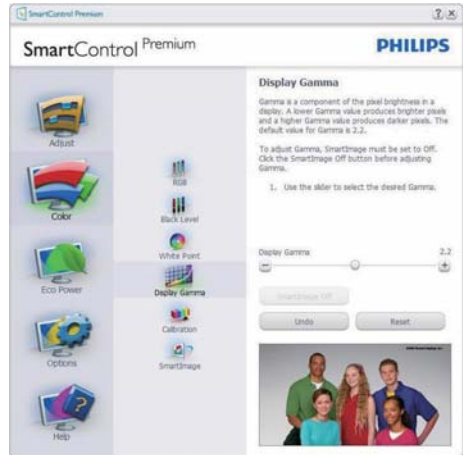 SmartControl Premium
SmartControl Premium
PHILIPS
Adjust
Color
Eco Power
Options
Help
RGB
Black Level
White Point
Display Gamma
Calibration
SmartImage
Display Gamma
Gamma is a component of the pixel brightness in a
display. A lower Gamma value produces brighter pixels
and a higher Gamma value produces darker pixels. The
default value for Gamma is 2.2.
To adjust Gamma, SmartImage must be set to Off.
Click the SmartImage Off button before adjusting
Gamma.
1. Use the slider to select the desired Gamma.
Display Gamma 2.2
SmartImage Off
Undo Reset